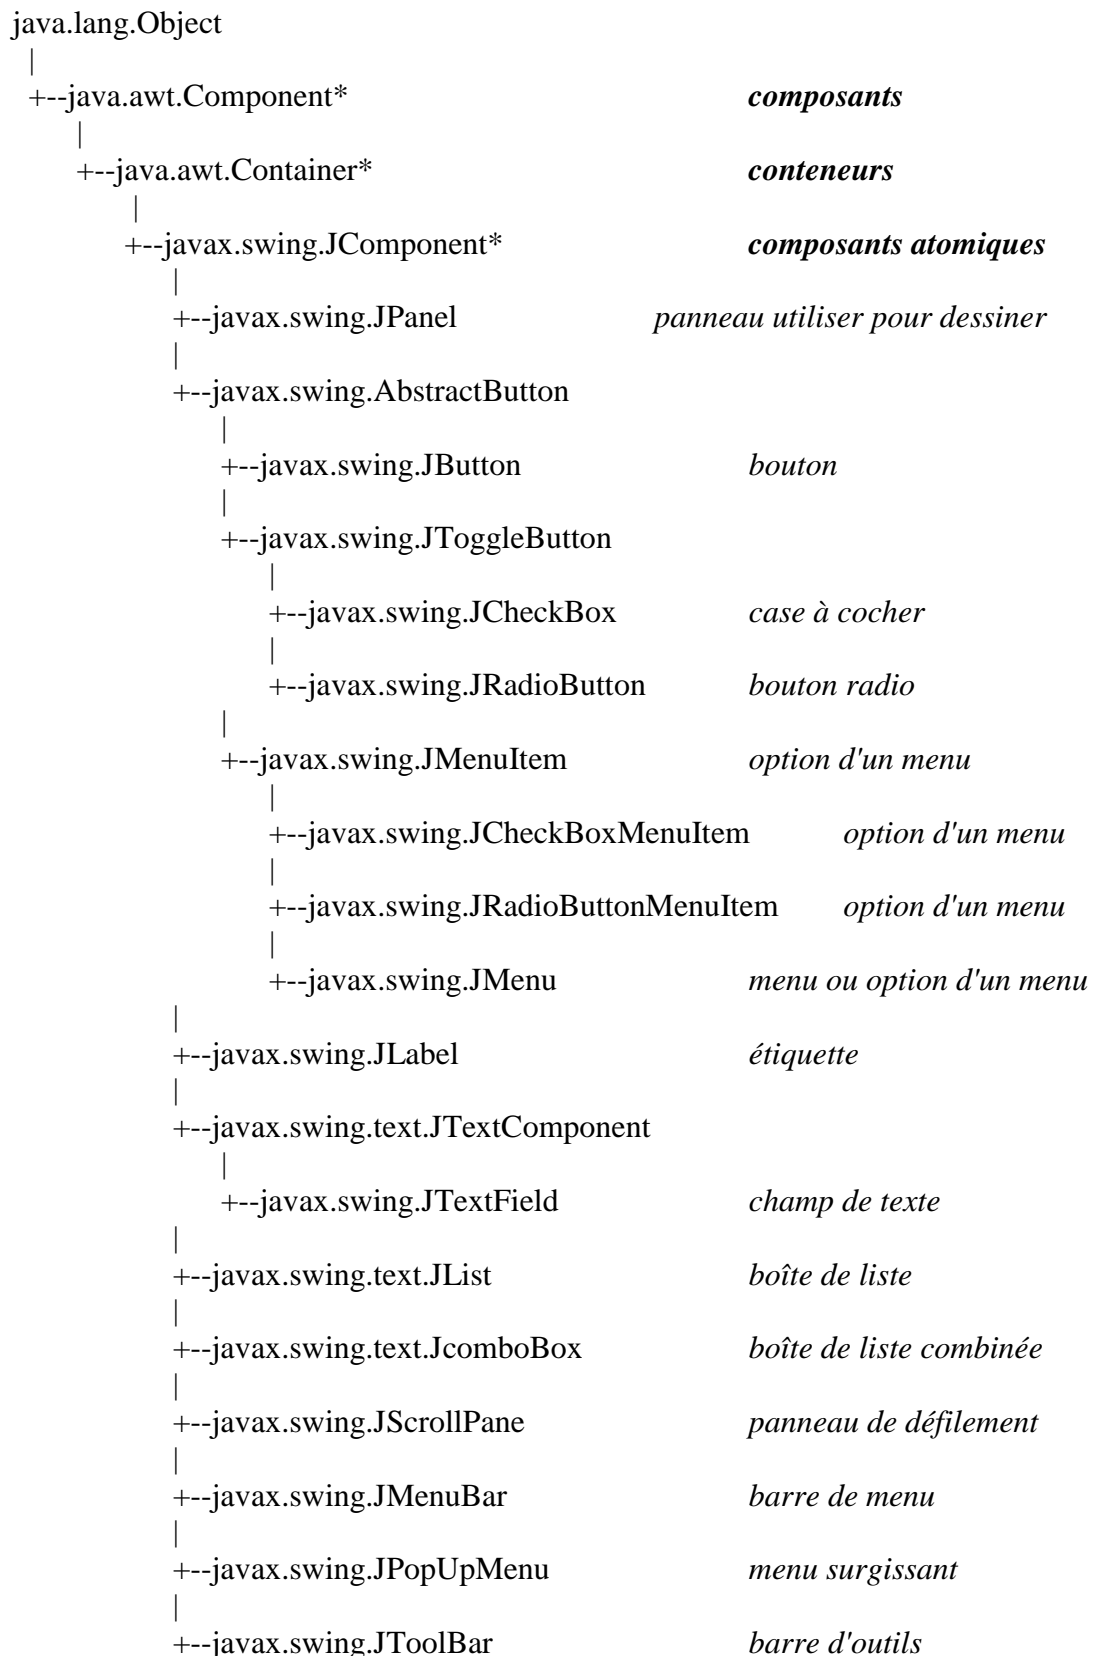 java.lang.Object
|
+--java.awt.Component* composants
|
+--java.awt.Container* conteneurs
|
+--javax.swing.JComponent* composants atomiques
|
+--javax.swing.JPanel panneau utiliser pour dessiner
|
+--javax.swing.AbstractButton
|
+--javax.swing.JButton bouton
|
+--javax.swing.JToggleButton
|
+--javax.swing.JCheckBox case à cocher
|
+--javax.swing.JRadioButton bouton radio
|
+--javax.swing.JMenuItem option d'un menu
|
+--javax.swing.JCheckBoxMenuItem option d'un menu
|
+--javax.swing.JRadioButtonMenuItem option d'un menu
|
+--javax.swing.JMenu menu ou option d'un menu
|
+--javax.swing.JLabel étiquette
|
+--javax.swing.text.JTextComponent
|
+--javax.swing.JTextField champ de texte
|
+--javax.swing.text.JList boîte de liste
|
+--javax.swing.text.JcomboBox boîte de liste combinée
|
+--javax.swing.JScrollPane panneau de défilement
|
+--javax.swing.JMenuBar barre de menu
|
+--javax.swing.JPopUpMenu menu surgissant
|
+--javax.swing.JToolBar barre d'outils